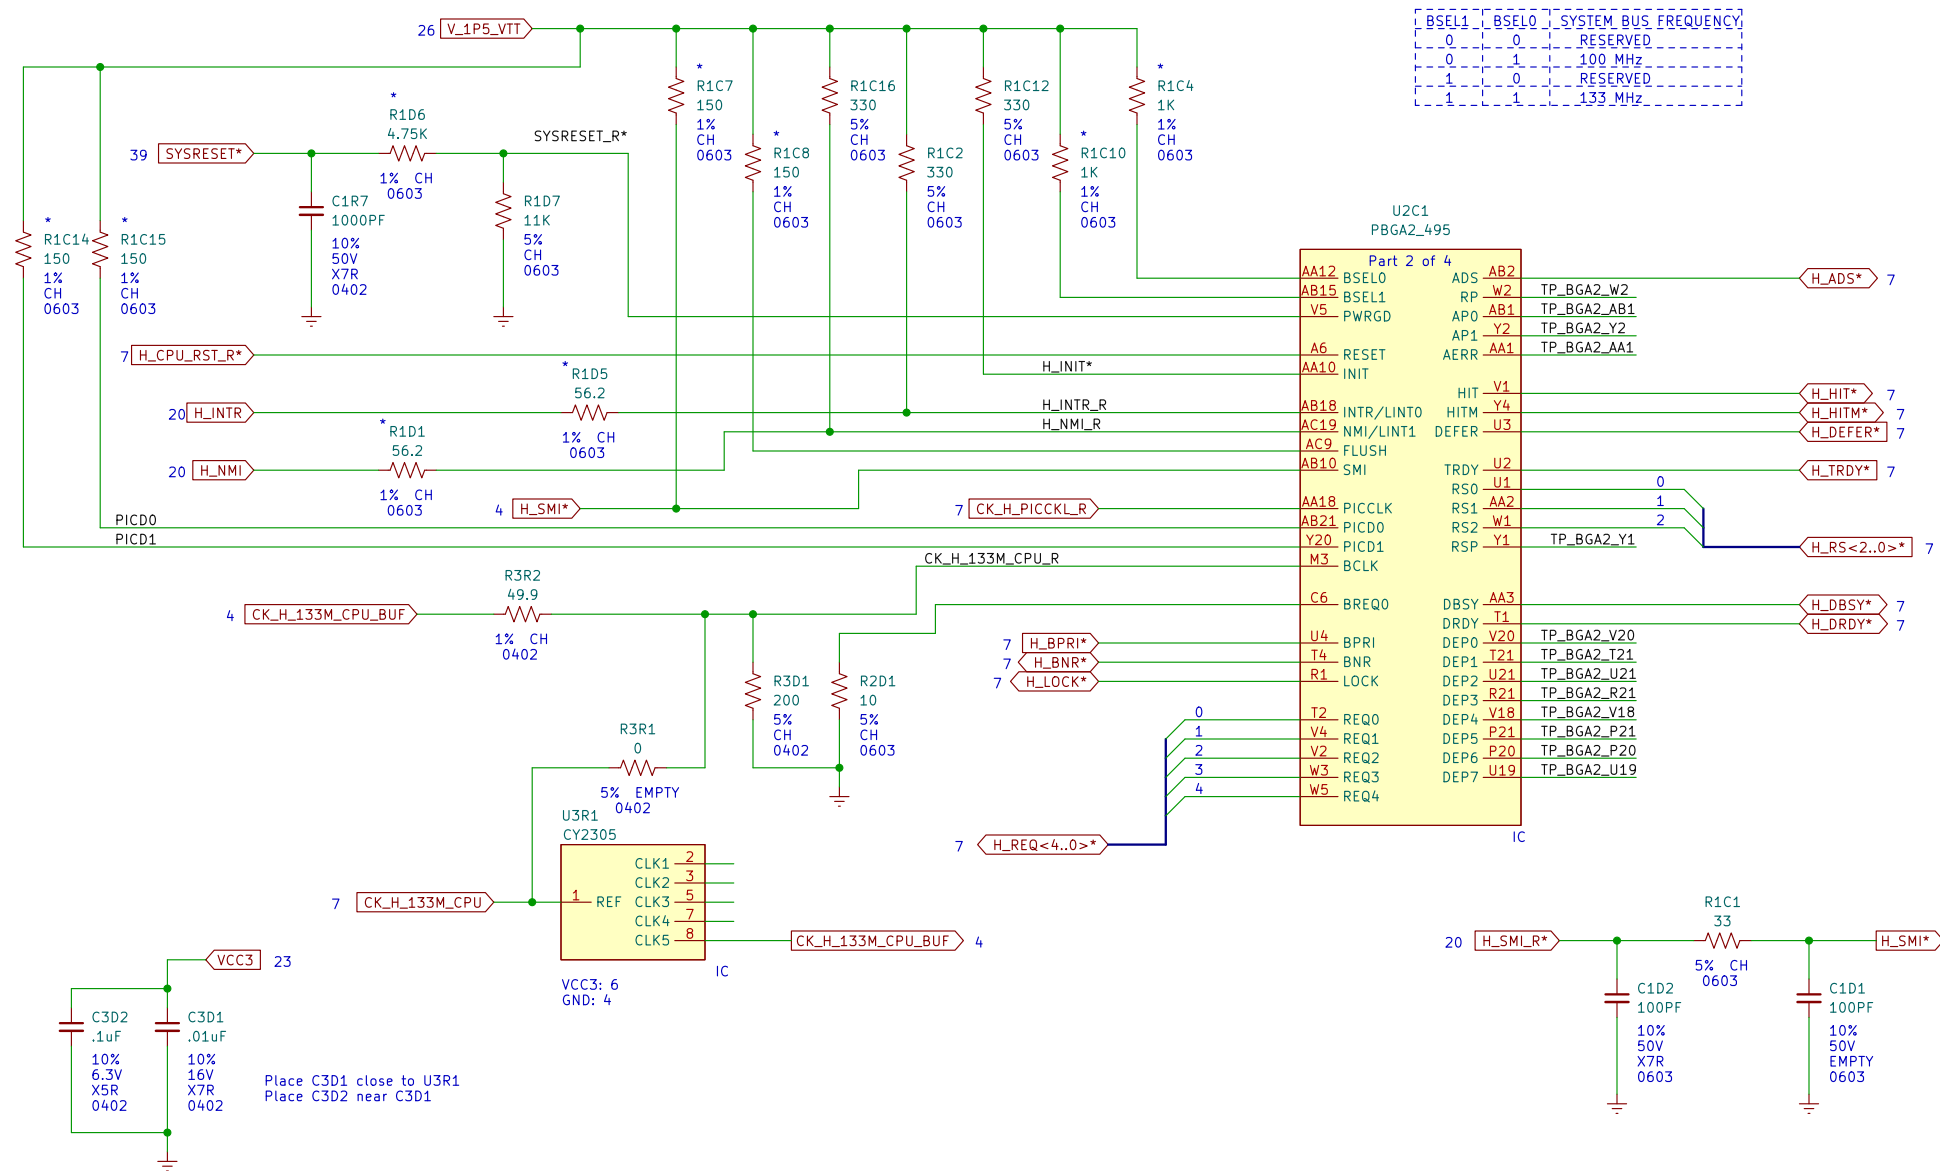 26 V_1P5_VTT
BSEL1 BSEL0 SYSTEM BUS FREQUENCY
0 0 RESERVED
0 1 100 MHz
1 0 RESERVED
1 1 133 MHz
*
R1C7
150
1%
CH
0603
*
R1C8
150
1%
CH
0603
R1C16
330
5%
CH
0603
R1C2
330
5%
CH
0603
R1C12
330
5%
CH
0603
*
R1C10
1K
1%
CH
0603
*
R1C4
1K
1%
CH
0603
*
R1D6
4.75K
1% CH
0603
SYSRESET_R*
39 SYSRESET*
C1R7
1000PF
10%
50V
X7R
0402
R1D7
11K
5%
CH
0603
*
R1C14
150
1%
CH
0603
*
R1C15
150
1%
CH
0603
7 H_CPU_RST_R*
*
R1D5
56.2
1% CH
0603
20 H_INTR
*
R1D1
56.2
1% CH
0603
20 H_NMI
4 H_SMI*
PICD0
PICD1
H_INIT*
H_INTR_R
H_NMI_R
7 CK_H_PICCKL_R
CK_H_133M_CPU_R
R3R2
49.9
1% CH
0402
4 CK_H_133M_CPU_BUF
R3D1
200
5%
CH
0402
R2D1
10
5%
CH
0603
R3R1
0
5% EMPTY
0402
7 H_BPRI*
7 H_BNR*
7 H_LOCK*
0
1
2
3
4
7 H_REQ<4..0>*
U2C1
PBGA2_495
Part 2 of 4
AA12 BSEL0
AB15 BSEL1
V5 PWRGD
A6 RESET
AA10 INIT
AB18 INTR/LINT0
AC19 NMI/LINT1
AC9 FLUSH
AB10 SMI
AA18 PICCLK
AB21 PICD0
Y20 PICD1
M3 BCLK
C6 BREQ0
U4 BPRI
T4 BNR
R1 LOCK
T2 REQ0
V4 REQ1
V2 REQ2
W3 REQ3
W5 REQ4
ADS AB2 H_ADS* 7
RP W2 TP_BGA2_W2
AP0 AB1 TP_BGA2_AB1
AP1 Y2 TP_BGA2_Y2
AERR AA1 TP_BGA2_AA1
HIT V1 H_HIT* 7
HITM Y4 H_HITM* 7
DEFER U3 H_DEFER* 7
TRDY U2 H_TRDY* 7
RS0 U1 0
RS1 AA2 1
RS2 W1 2
RSP Y1 TP_BGA2_Y1
H_RS<2..0>* 7
DBSY AA3 H_DBSY* 7
DRDY T1 H_DRDY* 7
DEP0 V20 TP_BGA2_V20
DEP1 T21 TP_BGA2_T21
DEP2 U21 TP_BGA2_U21
DEP3 R21 TP_BGA2_R21
DEP4 V18 TP_BGA2_V18
DEP5 P21 TP_BGA2_P21
DEP6 P20 TP_BGA2_P20
DEP7 U19 TP_BGA2_U19
IC
U3R1
CY2305
CLK1 2
CLK2 3
1 REF CLK3 5
CLK4 7
CLK5 8
IC
VCC3: 6
GND: 4
7 CK_H_133M_CPU
CK_H_133M_CPU_BUF 4
VCC3 23
C3D2
.1uF
10%
6.3V
X5R
0402
C3D1
.01uF
10%
16V
X7R
0402
Place C3D1 close to U3R1
Place C3D2 near C3D1
20 H_SMI_R*
R1C1
33
5% CH
0603
H_SMI*
C1D2
100PF
10%
50V
X7R
0603
C1D1
100PF
10%
50V
EMPTY
0603